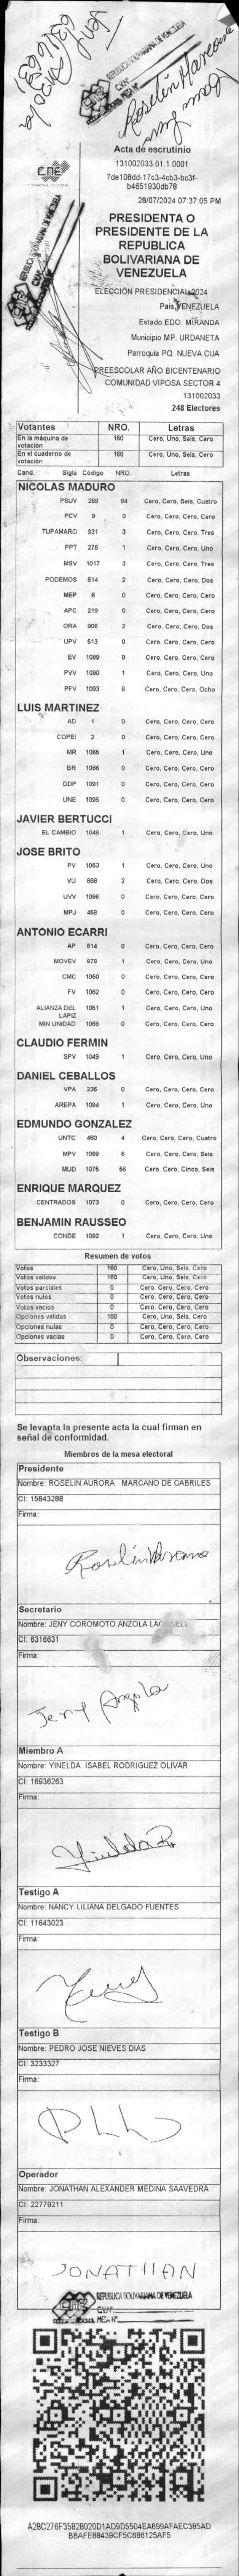 CNE
REPUBLICA BOLIVARIANA DE VENEZUELA
Roselin Marcano
Acta de escrutinio
131002033.01.1.0001
7de108dd-17c3-4cb3-bc3f-
b4651930db78
28/07/2024 07:37:05 PM
PRESIDENTA O
PRESIDENTE DE LA
REPUBLICA
BOLIVARIANA DE
VENEZUELA
ELECCIÓN PRESIDENCIAL 2024
País VENEZUELA
Estado EDO. MIRANDA
Municipio MP. URDANETA
Parroquia PQ. NUEVA CUA
PREESCOLAR AÑO BICENTENARIO
COMUNIDAD VIPOSA SECTOR 4
131002033
248 Electores
Votantes NRO. Letras
En la máquina de votación 160 Cero, Uno, Seis, Cero
En el cuaderno de votación 160 Cero, Uno, Seis, Cero
Cand. Sigla Código NRO. Letras
NICOLAS MADURO
PSUV 269 64 Cero, Cero, Seis, Cuatro
PCV 9 0 Cero, Cero, Cero, Cero
TUPAMARO 931 3 Cero, Cero, Cero, Tres
PPT 276 1 Cero, Cero, Cero, Uno
MSV 1017 3 Cero, Cero, Cero, Tres
PODEMOS 514 2 Cero, Cero, Cero, Dos
MEP 6 0 Cero, Cero, Cero, Cero
APC 219 0 Cero, Cero, Cero, Cero
ORA 906 2 Cero, Cero, Cero, Dos
UPV 513 0 Cero, Cero, Cero, Cero
EV 1069 0 Cero, Cero, Cero, Cero
PVV 1090 1 Cero, Cero, Cero, Uno
PFV 1093 8 Cero, Cero, Cero, Ocho
LUIS MARTINEZ
AD 1 0 Cero, Cero, Cero, Cero
COPEI 2 0 Cero, Cero, Cero, Cero
MR 1065 1 Cero, Cero, Cero, Uno
BR 1066 0 Cero, Cero, Cero, Cero
DDP 1091 0 Cero, Cero, Cero, Cero
UNE 1095 0 Cero, Cero, Cero, Cero
JAVIER BERTUCCI
EL CAMBIO 1048 1 Cero, Cero, Cero, Uno
JOSE BRITO
PV 1053 1 Cero, Cero, Cero, Uno
VU 868 2 Cero, Cero, Cero, Dos
UVV 1096 0 Cero, Cero, Cero, Cero
MPJ 458 0 Cero, Cero, Cero, Cero
ANTONIO ECARRI
AP 814 0 Cero, Cero, Cero, Cero
MOVEV 979 1 Cero, Cero, Cero, Uno
CMC 1050 0 Cero, Cero, Cero, Cero
FV 1062 0 Cero, Cero, Cero, Cero
ALIANZA DEL LAPIZ 1051 1 Cero, Cero, Cero, Uno
MIN UNIDAD 1068 0 Cero, Cero, Cero, Cero
CLAUDIO FERMIN
SPV 1049 1 Cero, Cero, Cero, Uno
DANIEL CEBALLOS
VPA 236 0 Cero, Cero, Cero, Cero
AREPA 1094 1 Cero, Cero, Cero, Uno
EDMUNDO GONZALEZ
UNTC 460 4 Cero, Cero, Cero, Cuatro
MPV 1069 6 Cero, Cero, Cero, Seis
MUD 1075 56 Cero, Cero, Cinco, Seis
ENRIQUE MARQUEZ
CENTRADOS 1073 0 Cero, Cero, Cero, Cero
BENJAMIN RAUSSEO
CONDE 1092 1 Cero, Cero, Cero, Uno
Resumen de votos
Votos 160 Cero, Uno, Seis, Cero
Votos validos 160 Cero, Uno, Seis, Cero
Votos parciales 0 Cero, Cero, Cero, Cero
Votos nulos 0 Cero, Cero, Cero, Cero
Votos vacios 0 Cero, Cero, Cero, Cero
Opciones validas 160 Cero, Uno, Seis, Cero
Opciones nulas 0 Cero, Cero, Cero, Cero
Opciones vacias 0 Cero, Cero, Cero, Cero
Observaciones:
Se levanta la presente acta la cual firman en
señal de conformidad.
Miembros de la mesa electoral
Presidente
Nombre: ROSELIN AURORA MARCANO DE CABRILES
CI: 15843288
Firma:
Roselin Marcano
Secretario
Nombre: JENY COROMOTO ANZOLA
CI: 6316631
Firma:
Jeny Anzola
Miembro A
Nombre: YINELDA ISABEL RODRIGUEZ OLIVAR
CI: 16936263
Firma:
Yinelda R
Testigo A
Nombre: NANCY LILIANA DELGADO FUENTES
CI: 11643023
Firma:
Testigo B
Nombre: PEDRO JOSE NIEVES DIAS
CI: 3233327
Firma:
Operador
Nombre: JONATHAN ALEXANDER MEDINA SAAVEDRA
CI: 22779211
Firma:
JONATHAN
REPUBLICA BOLIVARIANA DE VENEZUELA
MESA Nº
A2BC276F35B28020D1AD9D5504EA699AFAEC385AD
BBAFE88439CF5C686125AF5